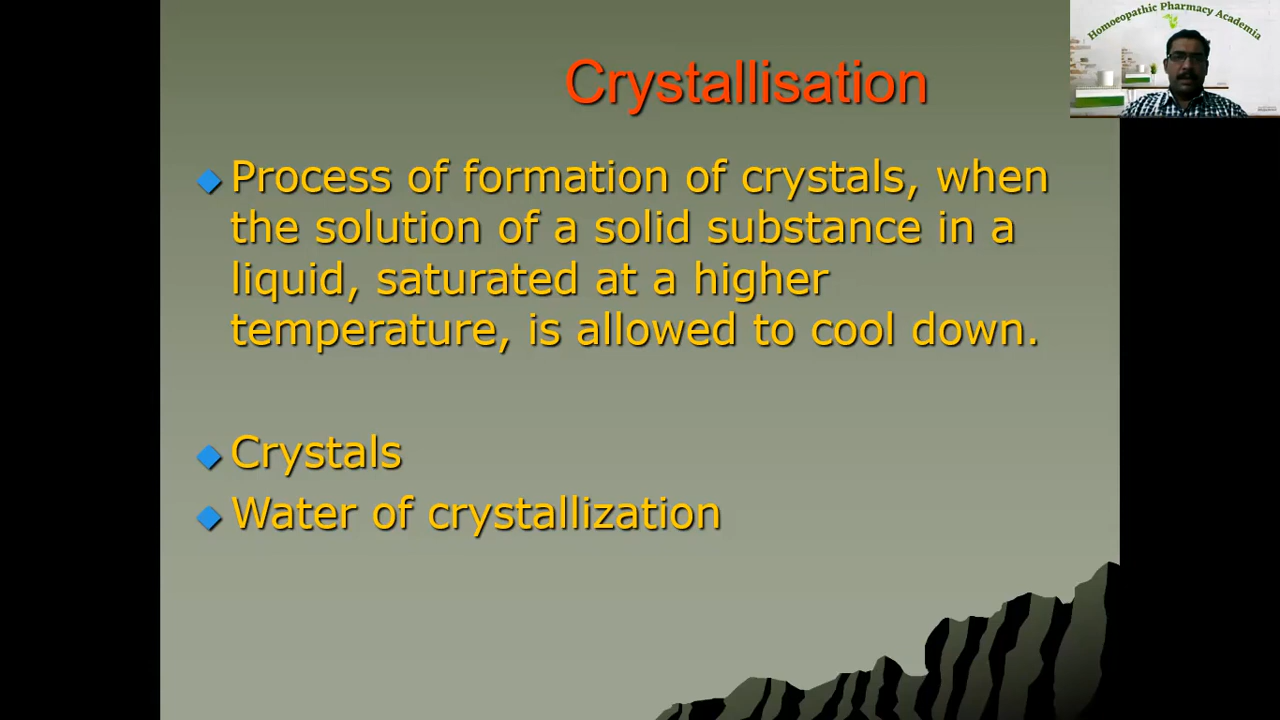 Homoeopathic Pharmacy Academia
Crystallisation
Process of formation of crystals, when
the solution of a solid substance in a
liquid, saturated at a higher
temperature, is allowed to cool down.
Crystals
Water of crystallization